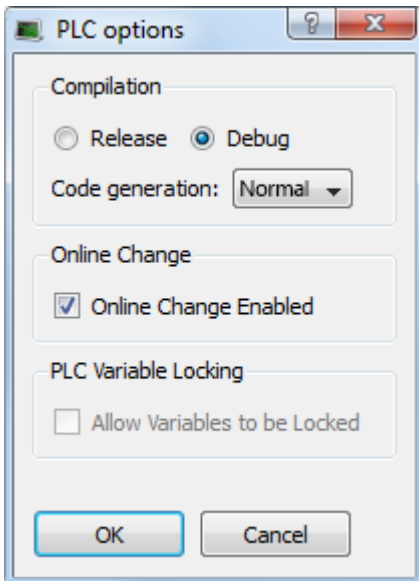 PLC options
Compilation
Release Debug
Code generation: Normal
Online Change
Online Change Enabled
PLC Variable Locking
Allow Variables to be Locked
OK Cancel